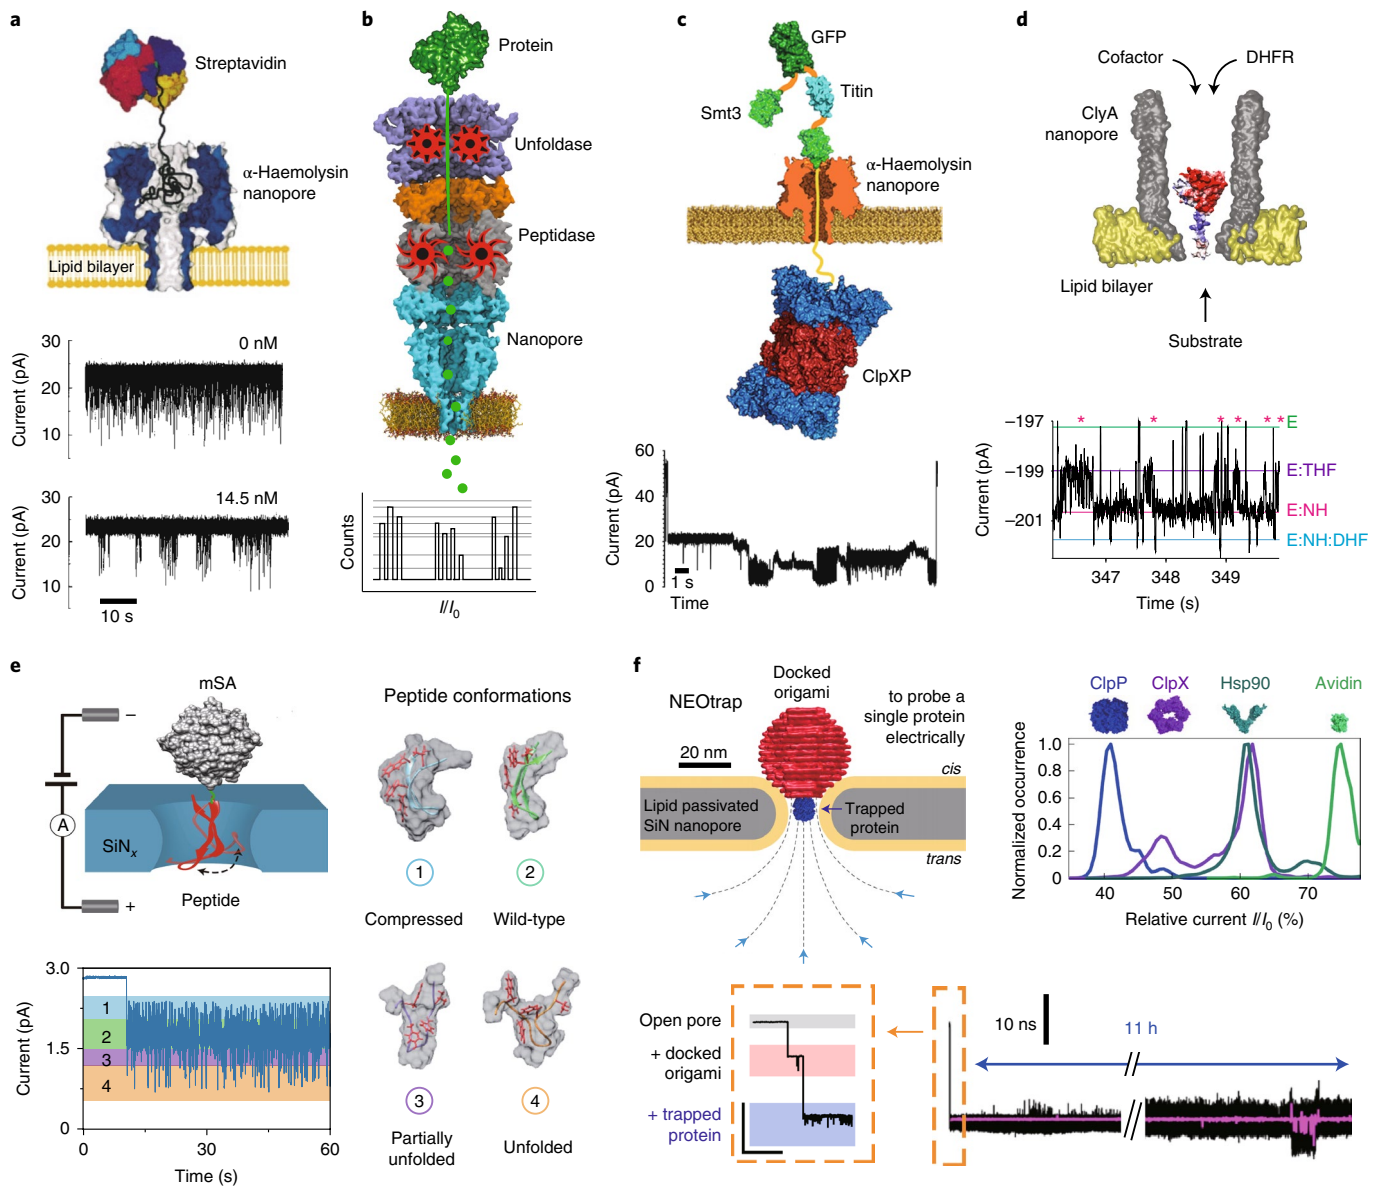 a
Streptavidin
α-Haemolysin
nanopore
Lipid bilayer
30
20
10
Current (pA)
0 nM
30
20
10
Current (pA)
14.5 nM
10 s
b
Protein
Unfoldase
Peptidase
Nanopore
Counts
I/I0
c
GFP
Titin
Smt3
α-Haemolysin
nanopore
ClpXP
60
40
20
0
Current (pA)
1 s
Time
d
Cofactor
DHFR
ClyA
nanopore
Lipid bilayer
Substrate
–197
–199
–201
Current (pA)
* * * * * *
E
E:THF
E:NH
E:NH:DHF
347 348 349
Time (s)
e
mSA
–
A
+
SiNx
Peptide
Peptide conformations
1
Compressed
2
Wild-type
3
Partially
unfolded
4
Unfolded
3.0
1.5
0
Current (pA)
1
2
3
4
0 30 60
Time (s)
f
NEOtrap
20 nm
Docked
origami
to probe a
single protein
electrically
cis
Lipid passivated
SiN nanopore
Trapped
protein
trans
ClpP ClpX Hsp90 Avidin
1.0
0.8
0.6
0.4
0.2
0
Normalized occurrence
40 50 60 70
Relative current I/I0 (%)
Open pore
+ docked
origami
+ trapped
protein
10 ns
11 h